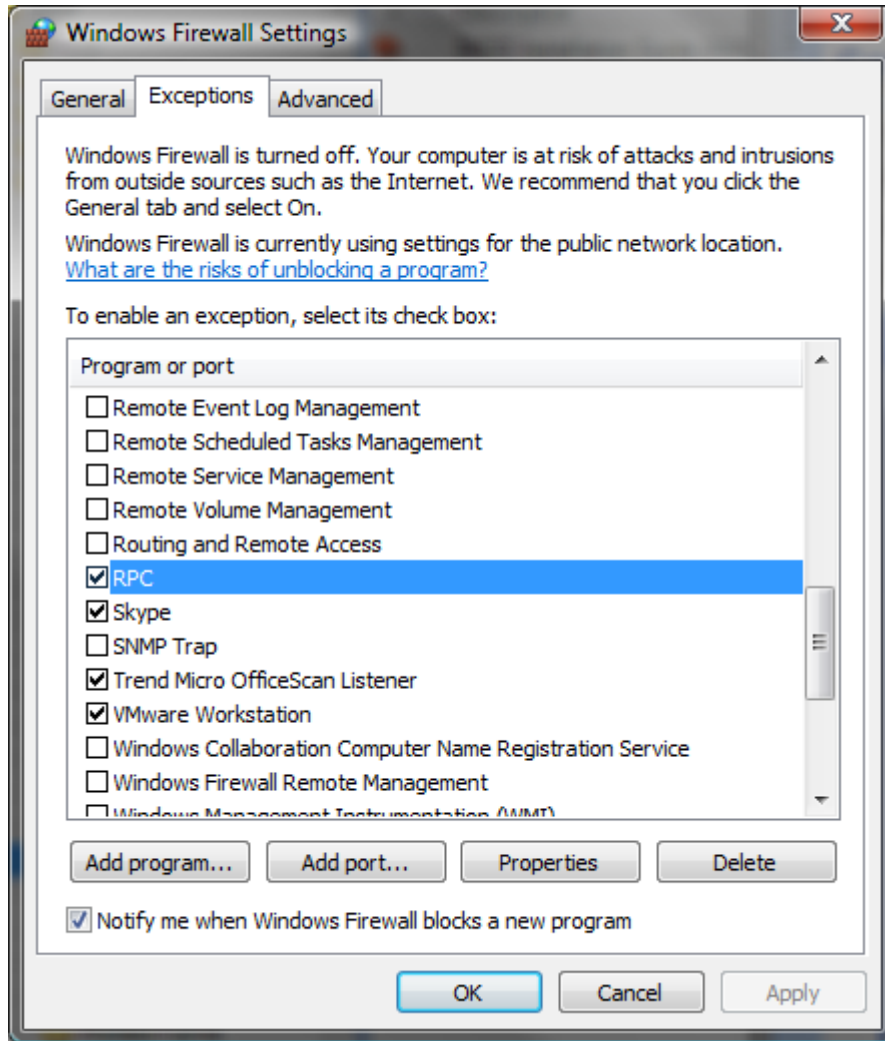 Windows Firewall Settings
General Exceptions Advanced
Windows Firewall is turned off. Your computer is at risk of attacks and intrusions
from outside sources such as the Internet. We recommend that you click the
General tab and select On.
Windows Firewall is currently using settings for the public network location.
What are the risks of unblocking a program?
To enable an exception, select its check box:
Program or port
Remote Event Log Management
Remote Scheduled Tasks Management
Remote Service Management
Remote Volume Management
Routing and Remote Access
RPC
Skype
SNMP Trap
Trend Micro OfficeScan Listener
VMware Workstation
Windows Collaboration Computer Name Registration Service
Windows Firewall Remote Management
Windows Management Instrumentation (WMI)
Add program... Add port... Properties Delete
Notify me when Windows Firewall blocks a new program
OK Cancel Apply